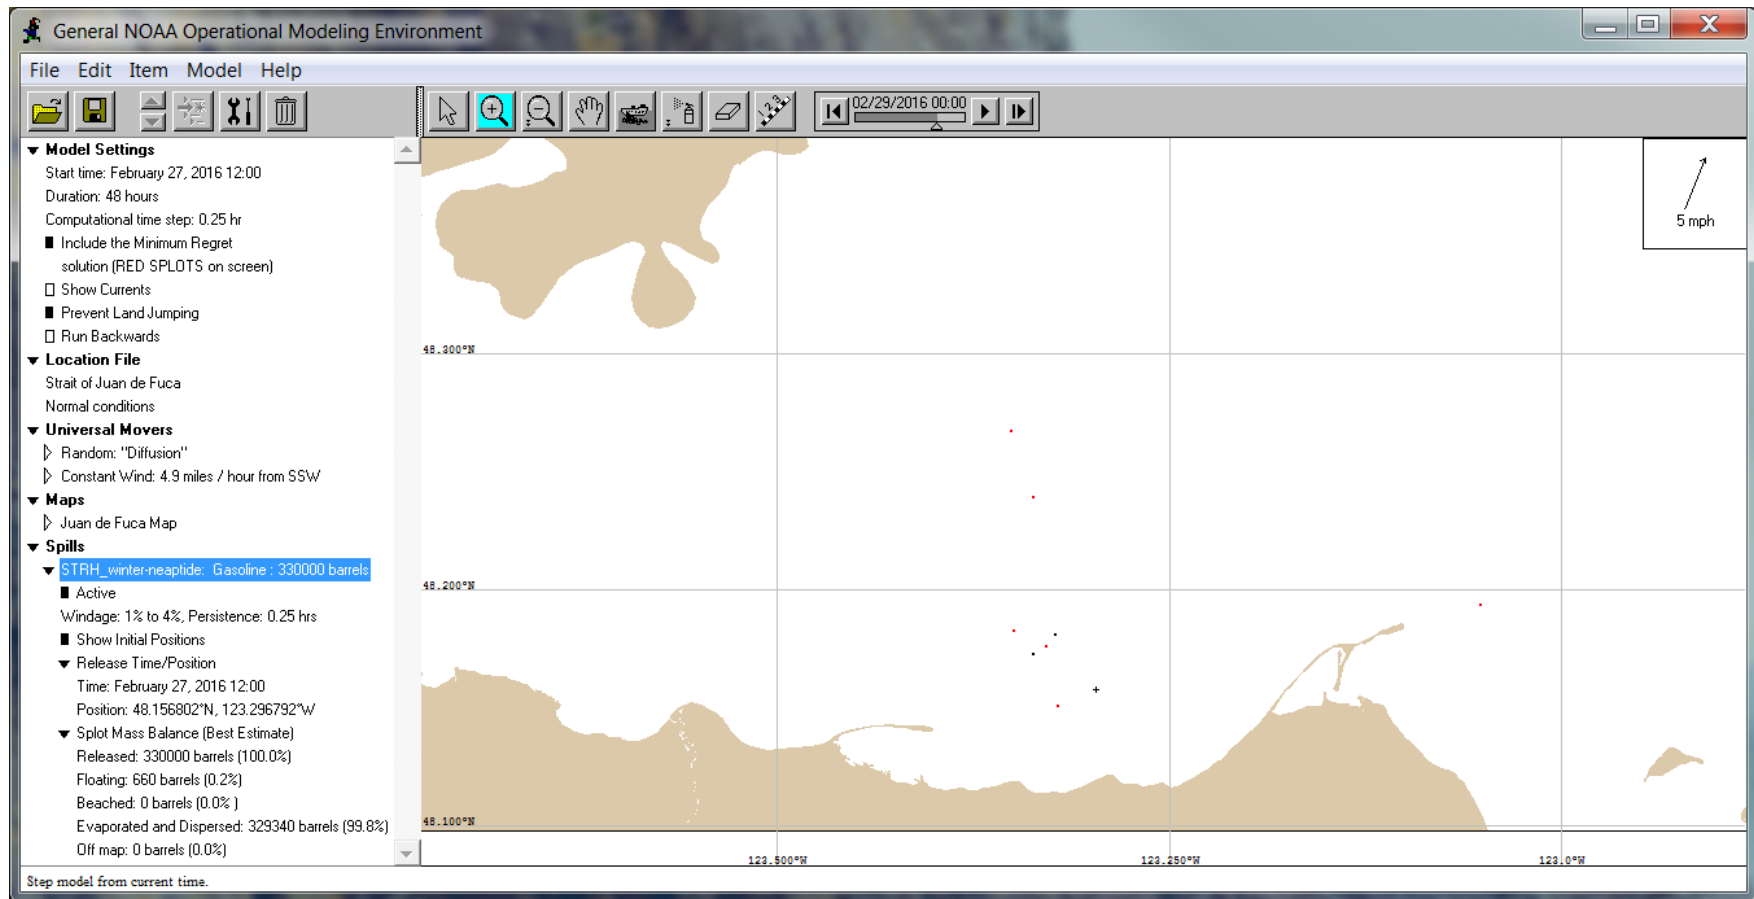 General NOAA Operational Modeling Environment
File Edit Item Model Help
02/29/2016 00:00
Model Settings
Start time: February 27, 2016 12:00
Duration: 48 hours
Computational time step: 0.25 hr
Include the Minimum Regret
solution (RED SPLOTS on screen)
Show Currents
Prevent Land Jumping
Run Backwards
Location File
Strait of Juan de Fuca
Normal conditions
Universal Movers
Random: "Diffusion"
Constant Wind: 4.9 miles / hour from SSW
Maps
Juan de Fuca Map
Spills
STRH_winter-neaptide: Gasoline : 330000 barrels
Active
Windage: 1% to 4%, Persistence: 0.25 hrs
Show Initial Positions
Release Time/Position
Time: February 27, 2016 12:00
Position: 48.156802°N, 123.296792°W
Splot Mass Balance (Best Estimate)
Released: 330000 barrels (100.0%)
Floating: 660 barrels (0.2%)
Beached: 0 barrels (0.0% )
Evaporated and Dispersed: 329340 barrels (99.8%)
Off map: 0 barrels (0.0%)
5 mph
48.300°N
48.200°N
48.100°N
123.500°W
123.250°W
123.0°W
Step model from current time.